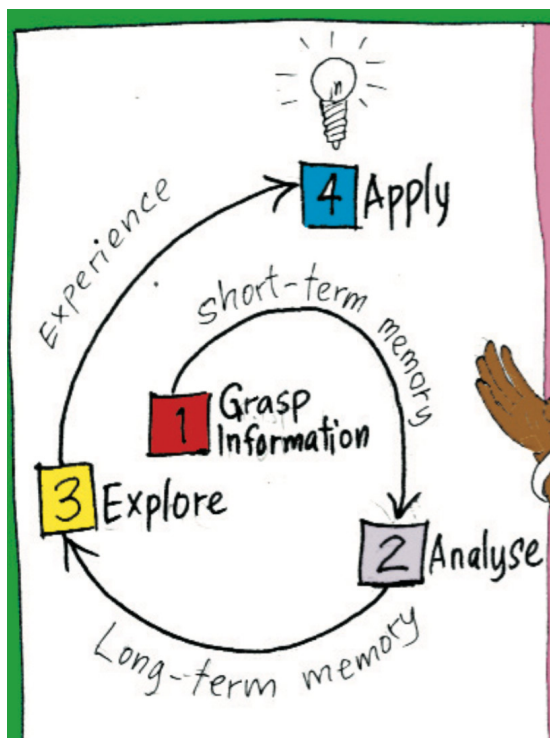 4 Apply
Experience
short-term memory
1 Grasp
Information
3 Explore
2 Analyse
Long-term memory